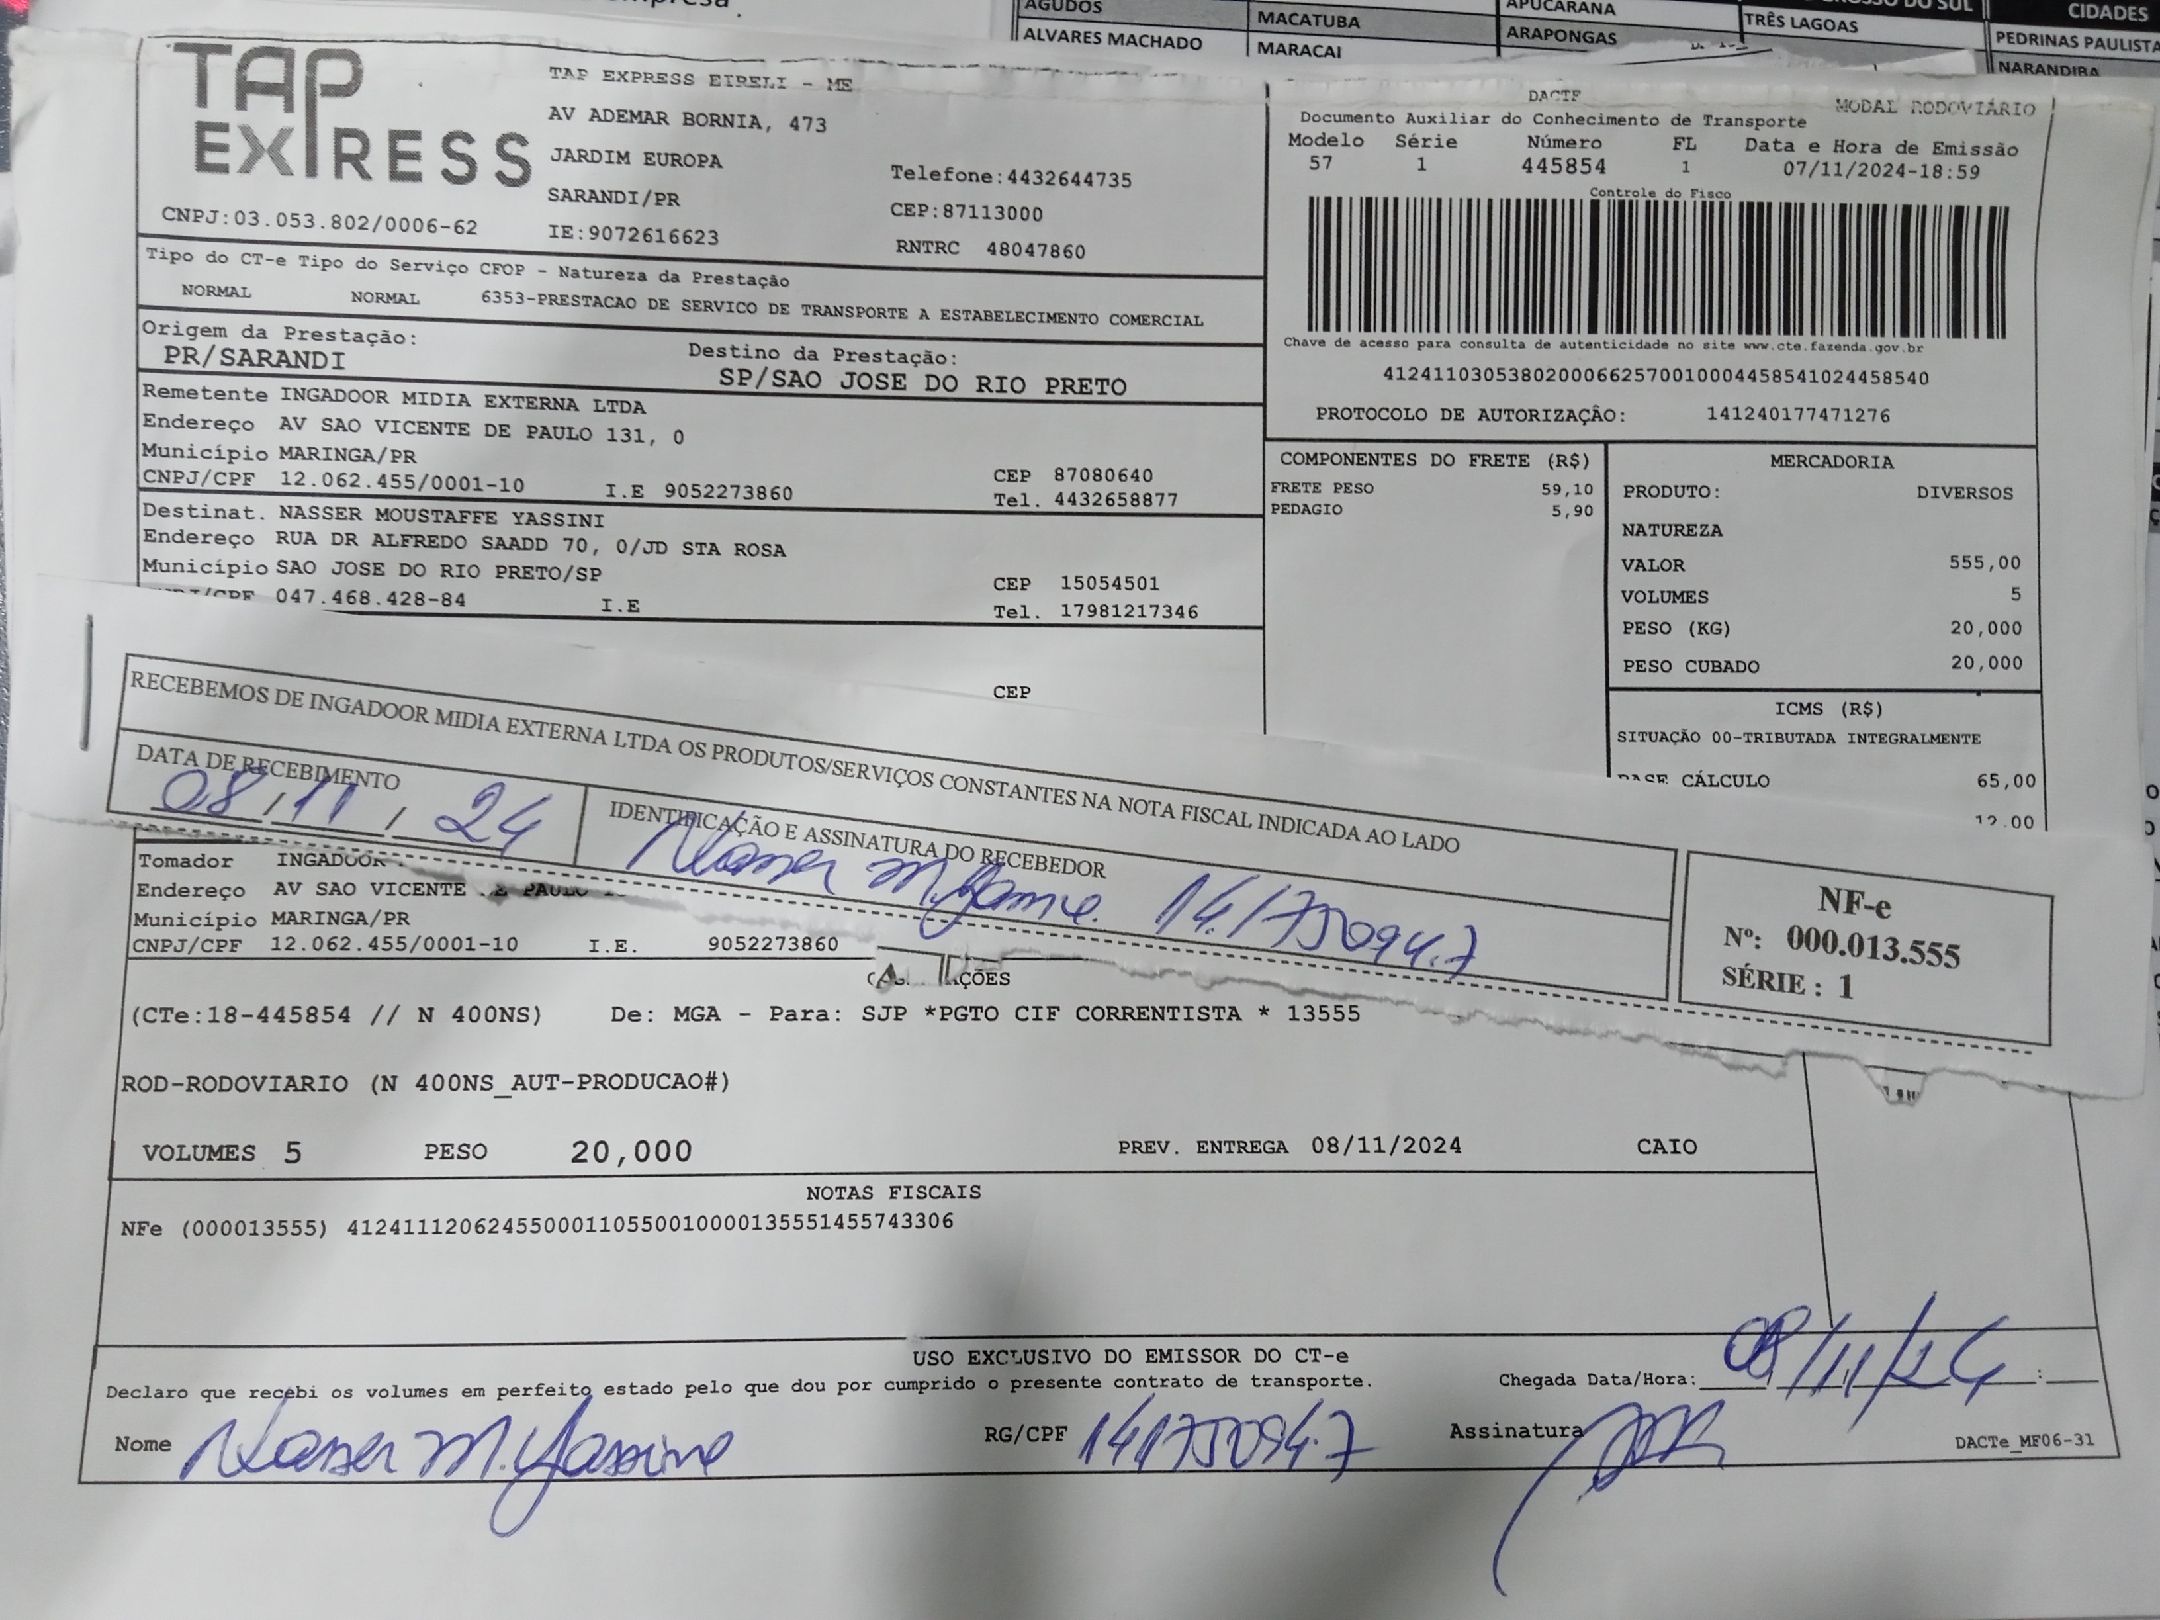 AGUDOS
MACATUBA
APUCARANA
TRÊS LAGOAS
DO SUL
CIDADES
ALVARES MACHADO
MARACAI
ARAPONGAS
PEDRINAS PAULISTA
NARANDIBA
TAP EXPRESS
TAP EXPRESS EIRELI - ME
AV ADEMAR BORNIA, 473
JARDIM EUROPA
SARANDI/PR
CNPJ:03.053.802/0006-62
IE:9072616623
Telefone:4432644735
CEP:87113000
RNTRC 48047860
DACTE
MODAL RODOVIÁRIO
Documento Auxiliar do Conhecimento de Transporte
Modelo Série Número FL Data e Hora de Emissão
57 1 445854 1 07/11/2024-18:59
Controle do Fisco
Chave de acesso para consulta de autenticidade no site www.cte.fazenda.gov.br
41241103053802000662570010004458541024458540
PROTOCOLO DE AUTORIZAÇÃO: 141240177471276
Tipo do CT-e Tipo do Serviço CFOP - Natureza da Prestação
NORMAL NORMAL 6353-PRESTACAO DE SERVICO DE TRANSPORTE A ESTABELECIMENTO COMERCIAL
Origem da Prestação:
PR/SARANDI
Destino da Prestação:
SP/SAO JOSE DO RIO PRETO
Remetente INGADOOR MIDIA EXTERNA LTDA
Endereço AV SAO VICENTE DE PAULO 131, 0
Município MARINGA/PR
CEP 87080640
CNPJ/CPF 12.062.455/0001-10 I.E 9052273860
Tel. 4432658877
Destinat. NASSER MOUSTAFFE YASSINI
Endereço RUA DR ALFREDO SAADD 70, 0/JD STA ROSA
Município SAO JOSE DO RIO PRETO/SP
CEP 15054501
047.468.428-84 I.E
Tel. 17981217346
CEP
COMPONENTES DO FRETE (R$)
FRETE PESO 59,10
PEDAGIO 5,90
MERCADORIA
PRODUTO: DIVERSOS
NATUREZA
VALOR 555,00
VOLUMES 5
PESO (KG) 20,000
PESO CUBADO 20,000
ICMS (R$)
SITUAÇÃO 00-TRIBUTADA INTEGRALMENTE
BASE CÁLCULO 65,00
12,00
RECEBEMOS DE INGADOOR MIDIA EXTERNA LTDA OS PRODUTOS/SERVIÇOS CONSTANTES NA NOTA FISCAL INDICADA AO LADO
DATA DE RECEBIMENTO
08/11/24
IDENTIFICAÇÃO E ASSINATURA DO RECEBEDOR
Nasser M. Yassine. 14.175094.7
NF-e
Nº: 000.013.555
SÉRIE : 1
Tomador INGADOOR
Endereço AV SAO VICENTE DE PAULO
Município MARINGA/PR
CNPJ/CPF 12.062.455/0001-10 I.E. 9052273860
(CTe:18-445854 // N 400NS) De: MGA - Para: SJP *PGTO CIF CORRENTISTA * 13555
ROD-RODOVIARIO (N 400NS_AUT-PRODUCAO#)
VOLUMES 5 PESO 20,000 PREV. ENTREGA 08/11/2024 CAIO
NOTAS FISCAIS
NFe (000013555) 41241112062455000110550010000135551455743306
USO EXCLUSIVO DO EMISSOR DO CT-e
Declaro que recebi os volumes em perfeito estado pelo que dou por cumprido o presente contrato de transporte.
Chegada Data/Hora: 08/11/24 :
Nome Nasser M. Yassine RG/CPF 14175094.7 Assinatura
DACTe_MF06-31